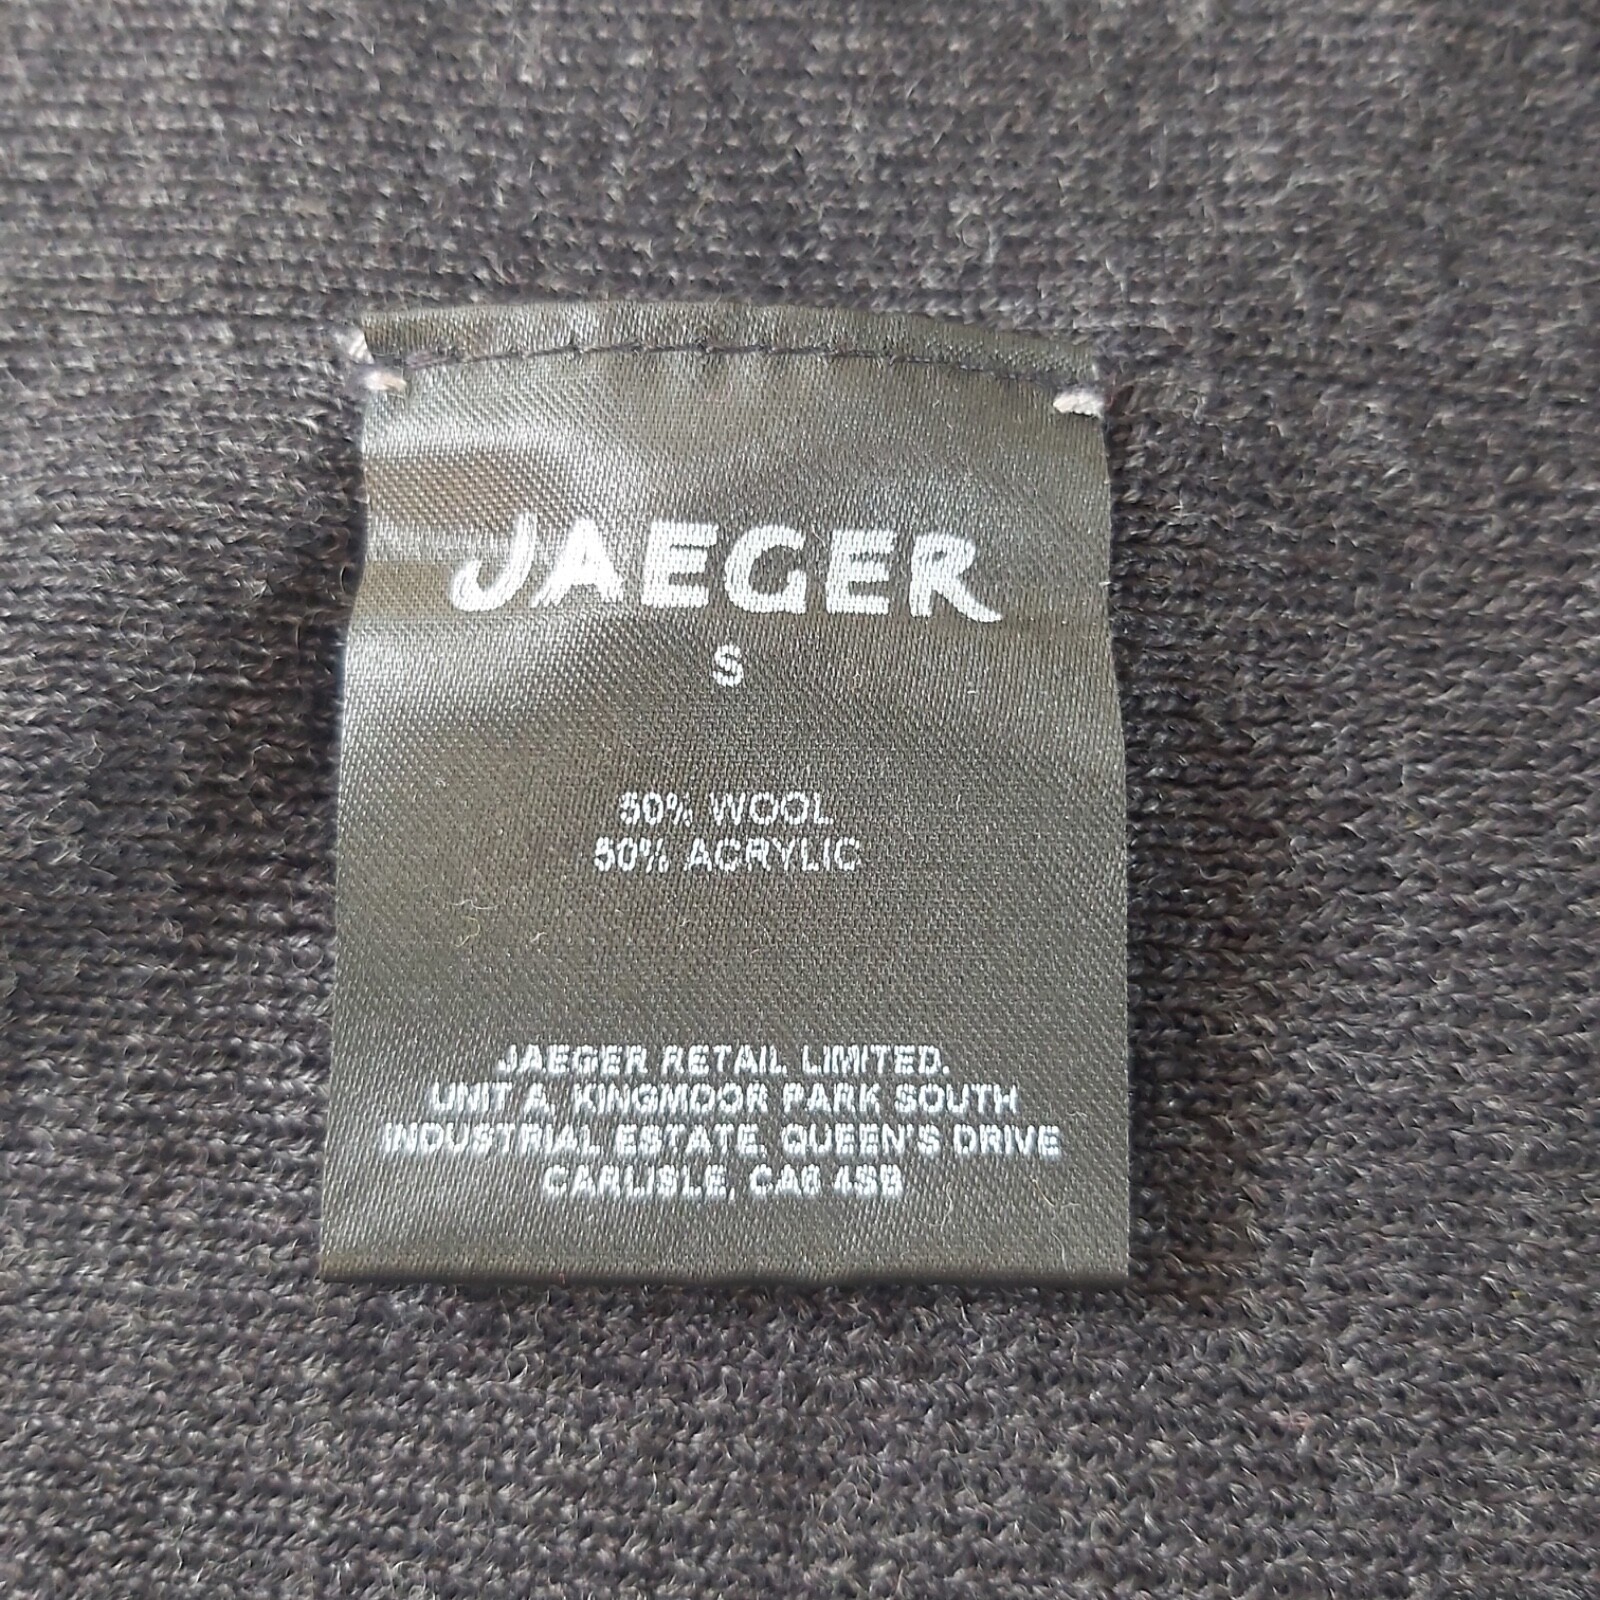 JAEGER
S
50% WOOL
50% ACRYLIC
JAEGER RETAIL LIMITED.
UNIT A, KINGMOOR PARK SOUTH
INDUSTRIAL ESTATE, QUEEN'S DRIVE
CARLISLE, CA6 4SB